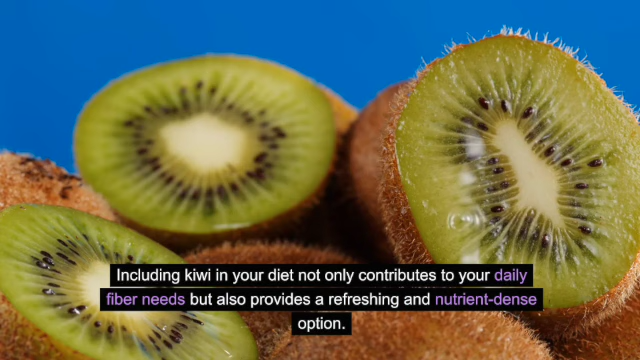 Including kiwi in your diet not only contributes to your daily
fiber needs but also provides a refreshing and nutrient-dense
option.